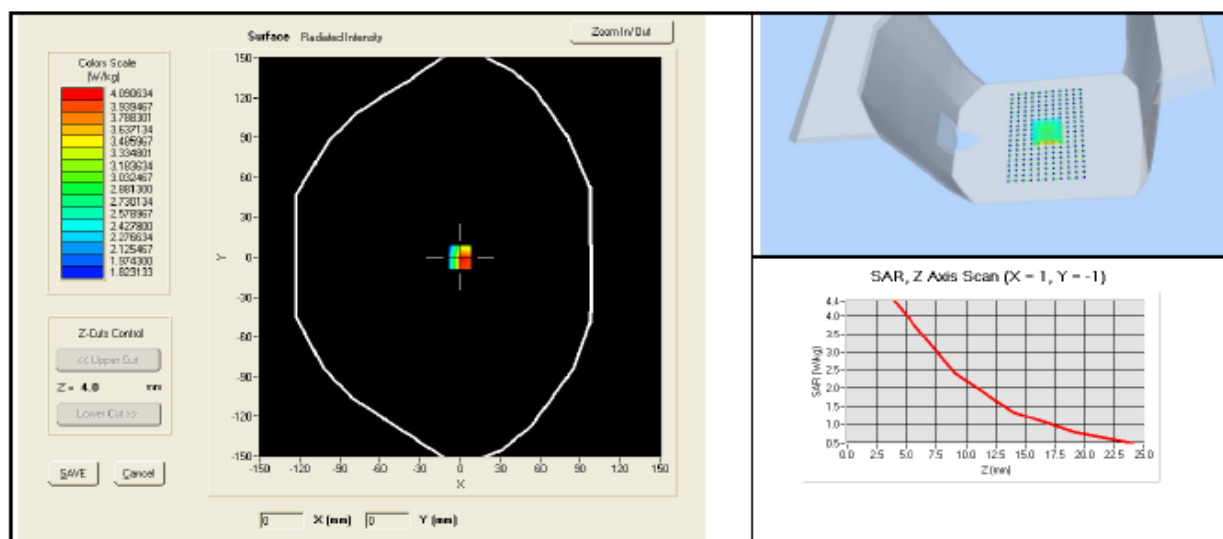 Surface Radiated Intensity
Zoom In/Out
Colors Scale
[W/kg]
4.090634
3.939467
3.788301
3.637134
3.485967
3.334801
3.183634
3.032467
2.881300
2.730134
2.578967
2.427800
2.276634
2.125467
1.974300
1.823133
Z-Cuts Control
<< Upper Cut
Z = 4.0 mm
Lower Cut >>
SAVE Cancel
150
120
90
60
30
0
-30
-60
-90
-120
-150
Y
-150 -120 -90 -60 -30 0 30 60 90 120 150
X
0 X (mm) 0 Y (mm)
SAR, Z Axis Scan (X = 1, Y = -1)
4.4
4.0
3.5
3.0
2.5
2.0
1.5
1.0
0.5
SAR [W/kg]
0.0 2.5 5.0 7.5 10.0 12.5 15.0 17.5 20.0 22.5 25.0
Z [mm]